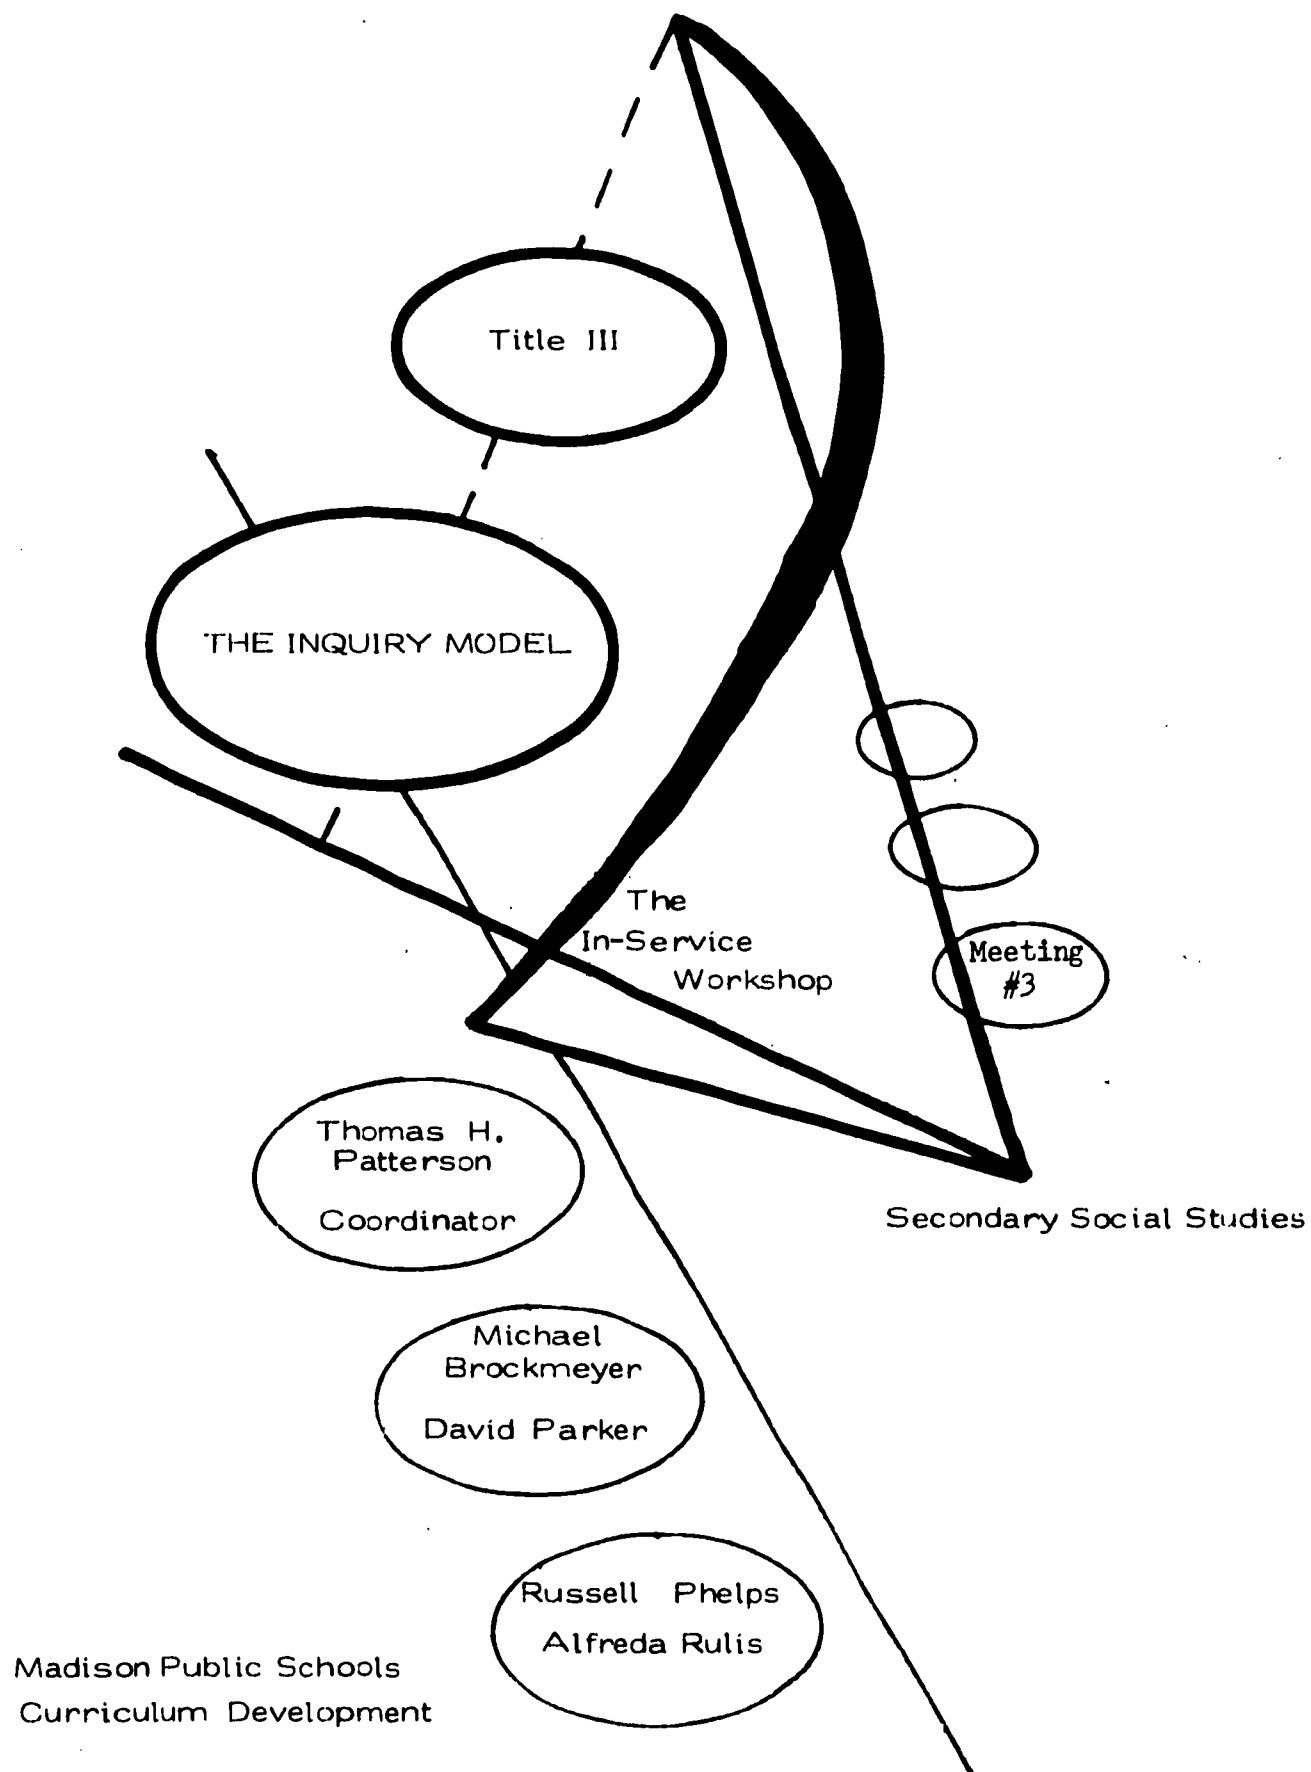 Title III
THE INQUIRY MODEL
The
In-Service
Workshop
Meeting
#3
Thomas H.
Patterson
Coordinator
Secondary Social Studies
Michael
Brockmeyer
David Parker
Russell Phelps
Alfreda Rulis
Madison Public Schools
Curriculum Development